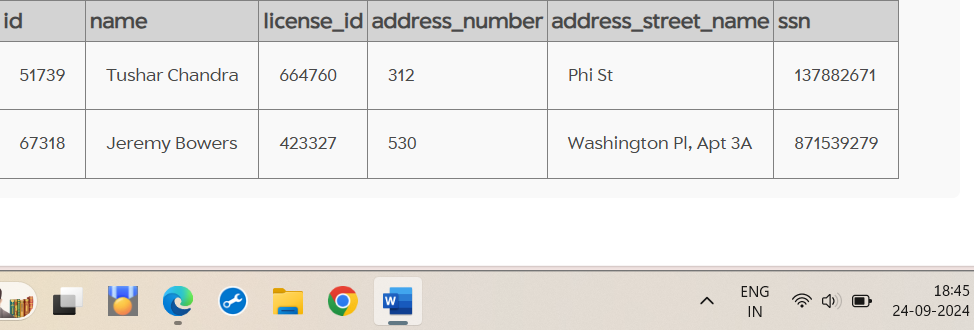 id name license_id address_number address_street_name ssn
51739 Tushar Chandra 664760 312 Phi St 137882671
67318 Jeremy Bowers 423327 530 Washington Pl, Apt 3A 871539279
W
ENG 18:45
IN 24-09-2024